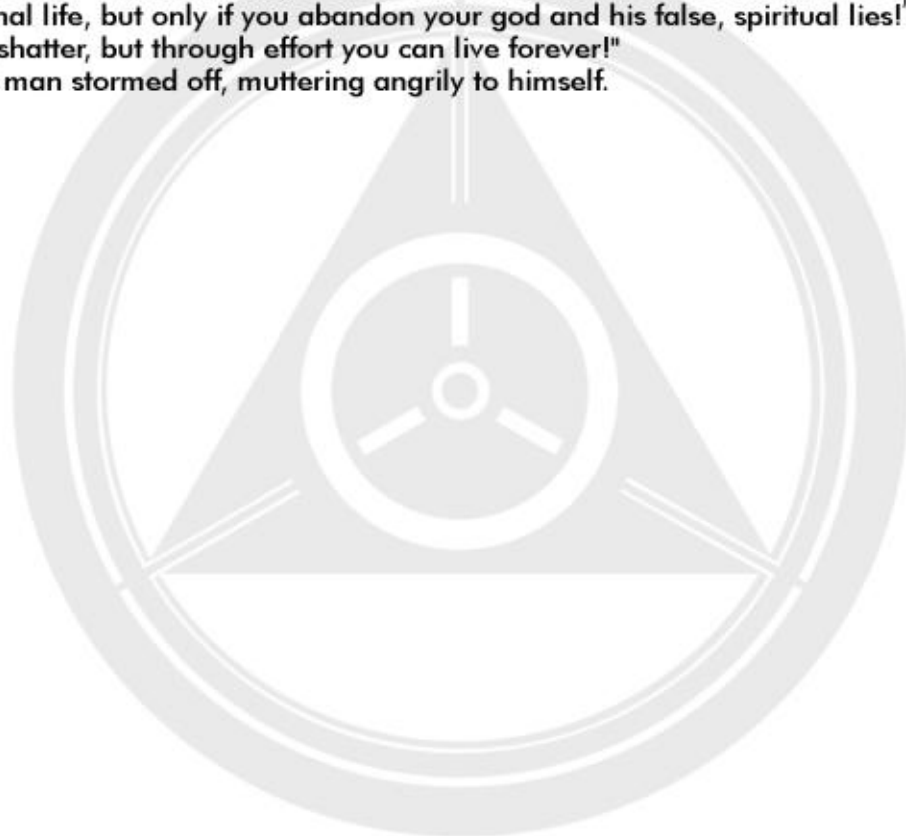 nal life, but only if you abandon your god and his false, spiritual lies!"
shatter, but through effort you can live forever!"
man stormed off, muttering angrily to himself.